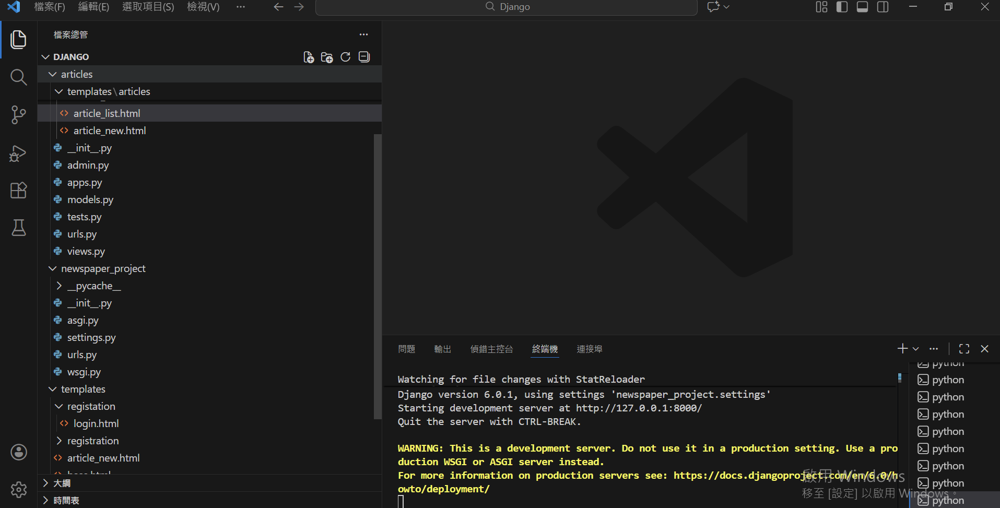 檔案(F) 編輯(E) 選取項目(S) 檢視(V) ··· Django
檔案總管
DJANGO
articles
templates\articles
article_list.html
article_new.html
__init__.py
admin.py
apps.py
models.py
tests.py
urls.py
views.py
newspaper_project
__pycache__
__init__.py
asgi.py
settings.py
urls.py
wsgi.py
templates
registation
login.html
registration
article_new.html
大綱
時間表
問題 輸出 偵錯主控台 終端機 連接埠
Watching for file changes with StatReloader
Django version 6.0.1, using settings 'newspaper_project.settings'
Starting development server at http://127.0.0.1:8000/
Quit the server with CTRL-BREAK.
WARNING: This is a development server. Do not use it in a production setting. Use a pro
duction WSGI or ASGI server instead.
For more information on production servers see: https://docs.djangoproject.com/en/6.0/h
owto/deployment/
python
python
python
python
python
python
python
python
python
啟用 Windows
移至 [設定] 以啟用 Windows。